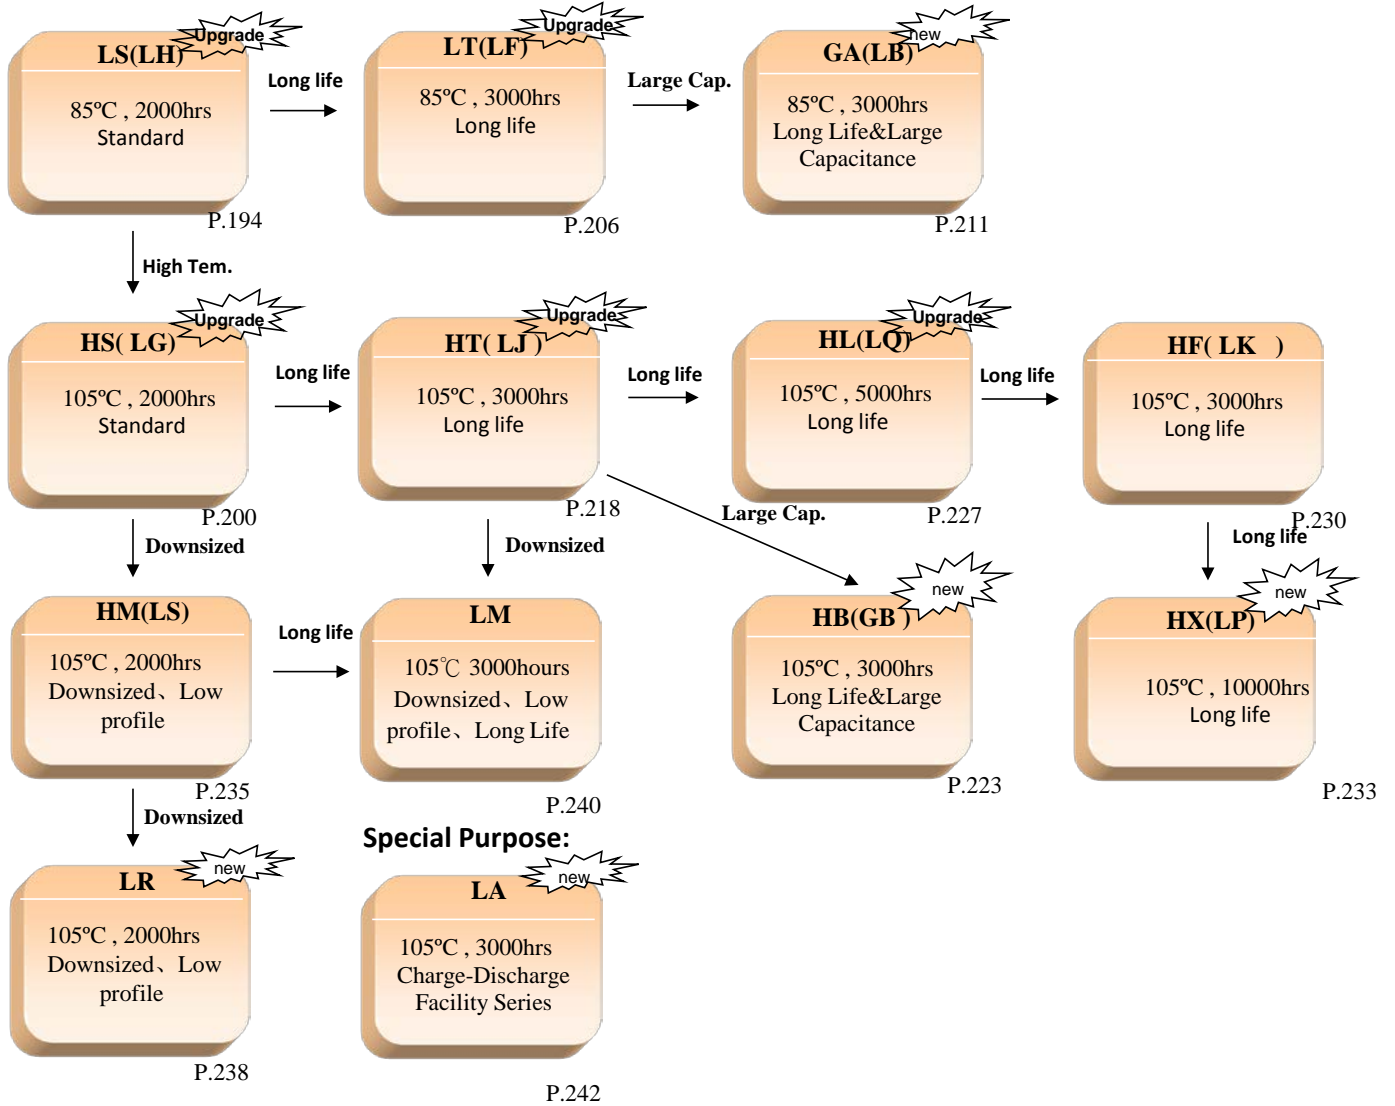 LS(LH)
Upgrade
85ºC , 2000hrs
Standard
P.194
Long life
LT(LF)
Upgrade
85ºC , 3000hrs
Long life
P.206
Large Cap.
GA(LB)
new
85ºC , 3000hrs
Long Life&Large
Capacitance
P.211
High Tem.
HS( LG)
Upgrade
105ºC , 2000hrs
Standard
P.200
Long life
HT( LJ )
Upgrade
105ºC , 3000hrs
Long life
P.218
Long life
HL(LQ)
Upgrade
105ºC , 5000hrs
Long life
P.227
Long life
HF( LK )
105ºC , 3000hrs
Long life
P.230
Downsized
Downsized
Large Cap.
Long life
HM(LS)
105ºC , 2000hrs
Downsized、Low
profile
P.235
Long life
LM
105℃ 3000hours
Downsized、Low
profile、Long Life
P.240
HB(GB )
new
105ºC , 3000hrs
Long Life&Large
Capacitance
P.223
HX(LP)
new
105ºC , 10000hrs
Long life
P.233
Downsized
LR
new
105ºC , 2000hrs
Downsized、Low
profile
P.238
Special Purpose:
LA
new
105ºC , 3000hrs
Charge-Discharge
Facility Series
P.242